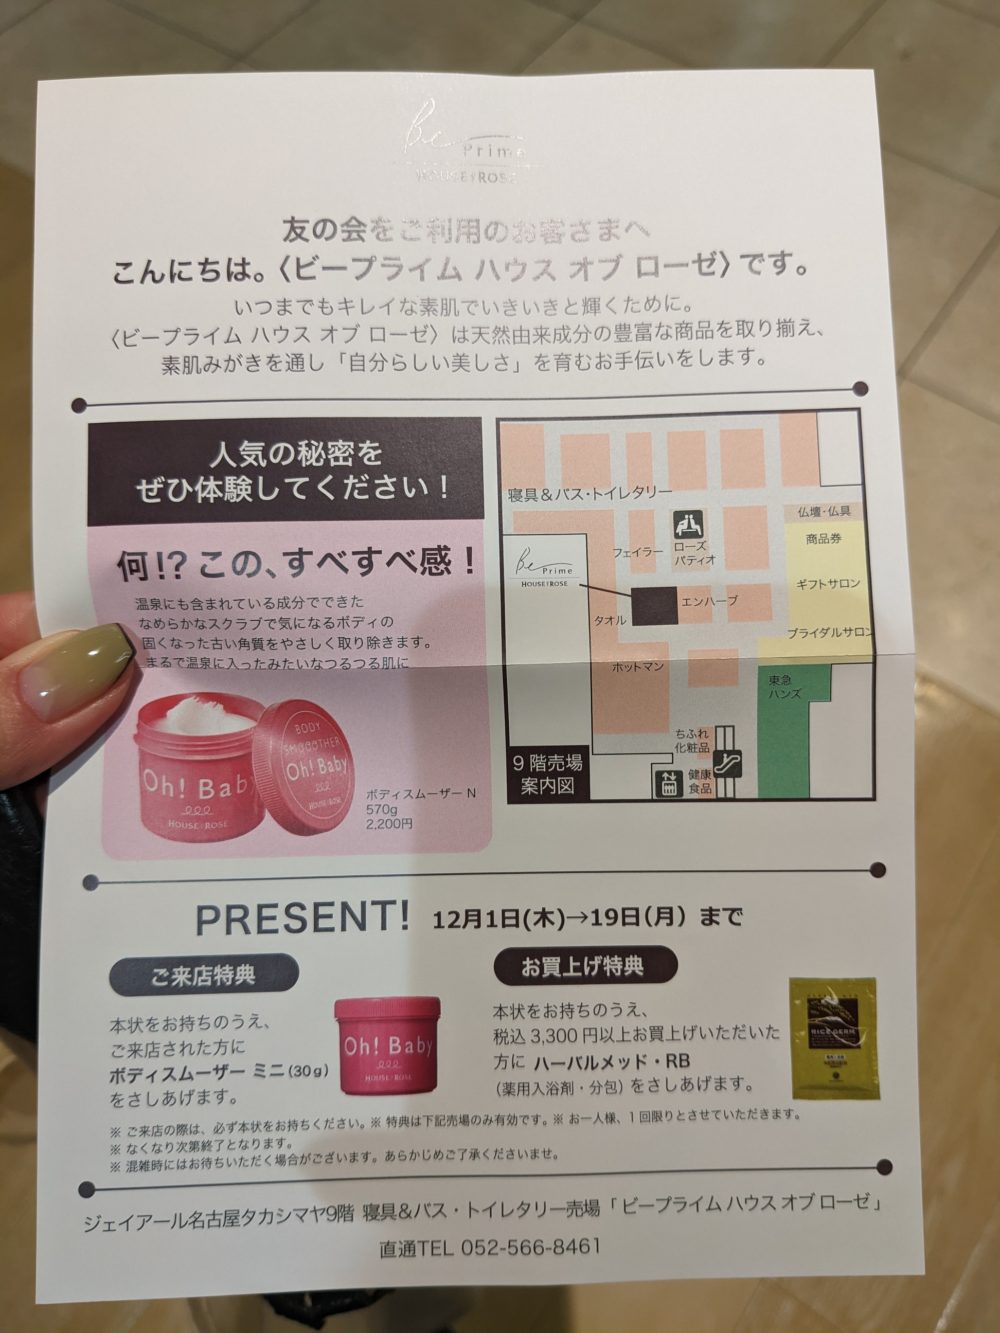 Be Prime
HOUSE OF ROSE
友の会をご利用のお客さまへ
こんにちは。〈ビープライム ハウス オブ ローゼ〉です。
いつまでもキレイな素肌でいきいきと輝くために。
〈ビープライム ハウス オブ ローゼ〉は天然由来成分の豊富な商品を取り揃え、
素肌みがきを通し「自分らしい美しさ」を育むお手伝いをします。
人気の秘密を
ぜひ体験してください！
何!? この、すべすべ感！
温泉にも含まれている成分でできた
なめらかなスクラブで気になるボディの
固くなった古い角質をやさしく取り除きます。
まるで温泉に入ったみたいなつるつる肌に
Oh! Bab
HOUSE OF ROSE
BODY
SMOOTHER
Oh! Baby
HOUSE OF ROSE
ボディスムーザー N
570g
2,200円
寝具＆バス・トイレタリー
仏壇・仏具
商品券
フェイラー
ローズ
パティオ
Be Prime
HOUSE OF ROSE
ギフトサロン
エンハーブ
タオル
ブライダルサロン
ホットマン
東急
ハンズ
ちふれ
化粧品
健康
食品
9階売場
案内図
PRESENT! 12月1日(木)→19日(月) まで
ご来店特典
本状をお持ちのうえ、
ご来店された方に
ボディスムーザー ミニ(30g)
をさしあげます。
Oh! Baby
HOUSE OF ROSE
お買上げ特典
本状をお持ちのうえ、
税込 3,300 円以上お買上げいただいた
方に ハーバルメッド・RB
（薬用入浴剤・分包）をさしあげます。
RICE GERM
※ ご来店の際は、必ず本状をお持ちください。※ 特典は下記売場のみ有効です。※ お一人様、1回限りとさせていただきます。
※ なくなり次第終了となります。
※ 混雑時にはお待ちいただく場合がございます。あらかじめご了承くださいませ。
ジェイアール名古屋タカシマヤ9階 寝具＆バス・トイレタリー売場「ビープライム ハウス オブ ローゼ」
直通TEL 052-566-8461